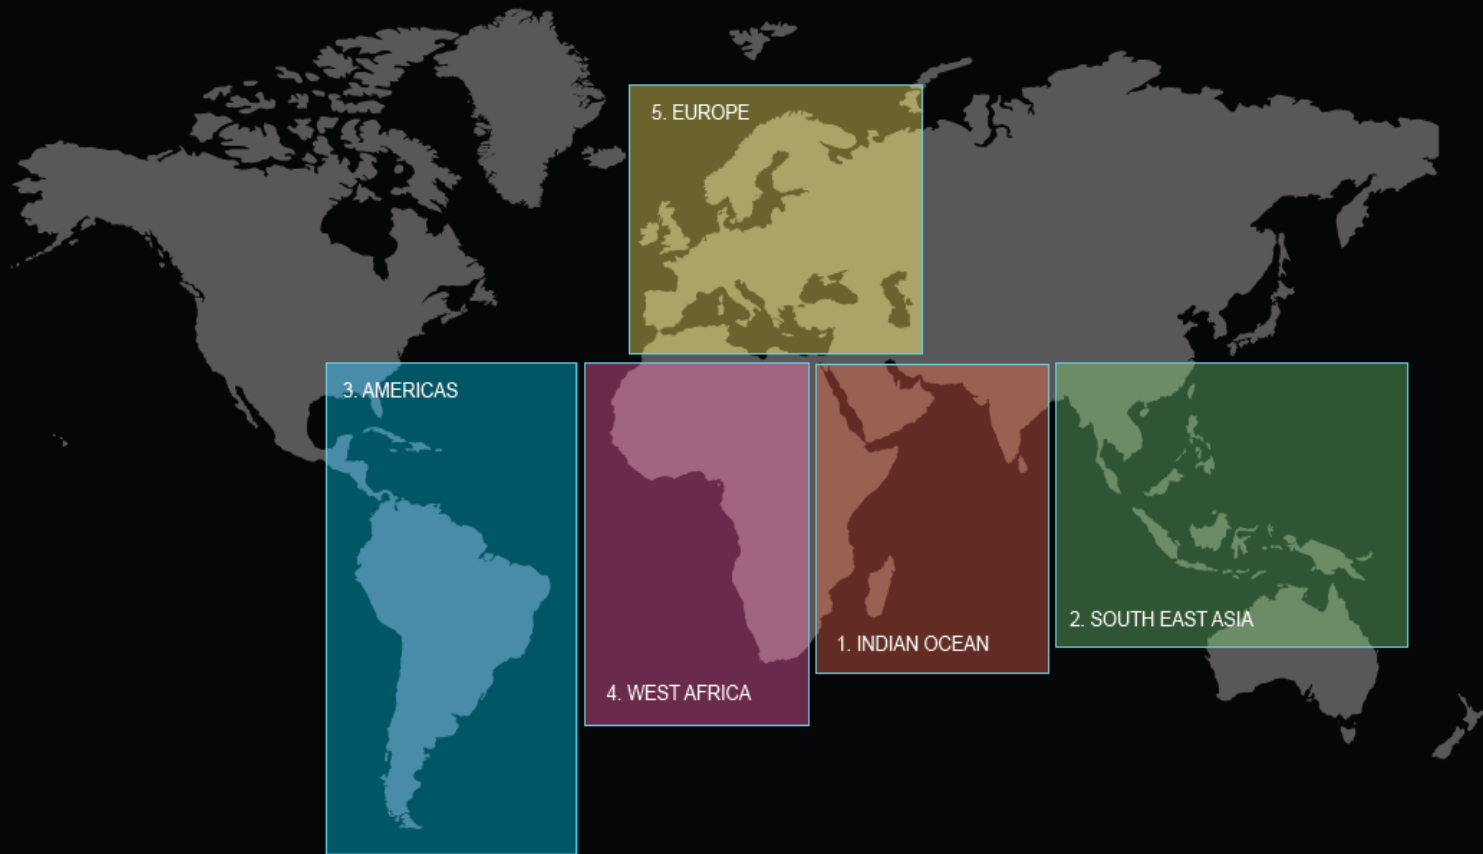 5. EUROPE
3. AMERICAS
2. SOUTH EAST ASIA
1. INDIAN OCEAN
4. WEST AFRICA